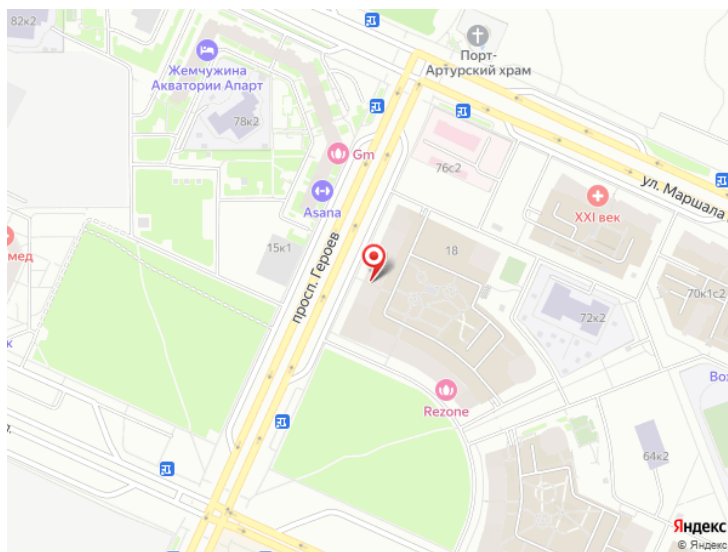 82к2
Жемчужина
Акватории Апарт
78к2
Порт-
Артурский храм
Gm
76с2
ул. Маршала
Asana
XXI век
просп. Героев
15к1
18
мед
70к1с2
72к2
к
Rezone
Воз
64к2
Яндекс
© Яндекс